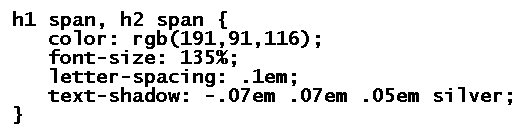 h1 span, h2 span {
   color: rgb(191,91,116);
   font-size: 135%;
   letter-spacing: .1em;
   text-shadow: -.07em .07em .05em silver;
}